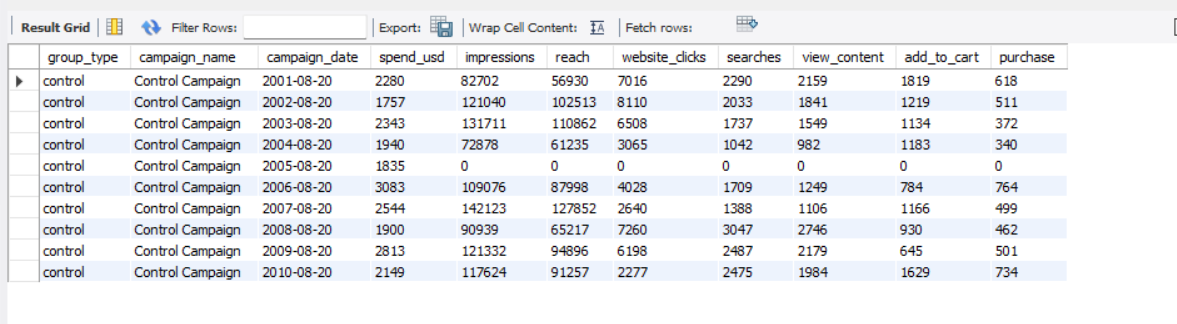 Result Grid Filter Rows: Export: Wrap Cell Content: IA Fetch rows:
group_type campaign_name campaign_date spend_usd impressions reach website_clicks searches view_content add_to_cart purchase
control Control Campaign 2001-08-20 2280 82702 56930 7016 2290 2159 1819 618
control Control Campaign 2002-08-20 1757 121040 102513 8110 2033 1841 1219 511
control Control Campaign 2003-08-20 2343 131711 110862 6508 1737 1549 1134 372
control Control Campaign 2004-08-20 1940 72878 61235 3065 1042 982 1183 340
control Control Campaign 2005-08-20 1835 0 0 0 0 0 0 0
control Control Campaign 2006-08-20 3083 109076 87998 4028 1709 1249 784 764
control Control Campaign 2007-08-20 2544 142123 127852 2640 1388 1106 1166 499
control Control Campaign 2008-08-20 1900 90939 65217 7260 3047 2746 930 462
control Control Campaign 2009-08-20 2813 121332 94896 6198 2487 2179 645 501
control Control Campaign 2010-08-20 2149 117624 91257 2277 2475 1984 1629 734